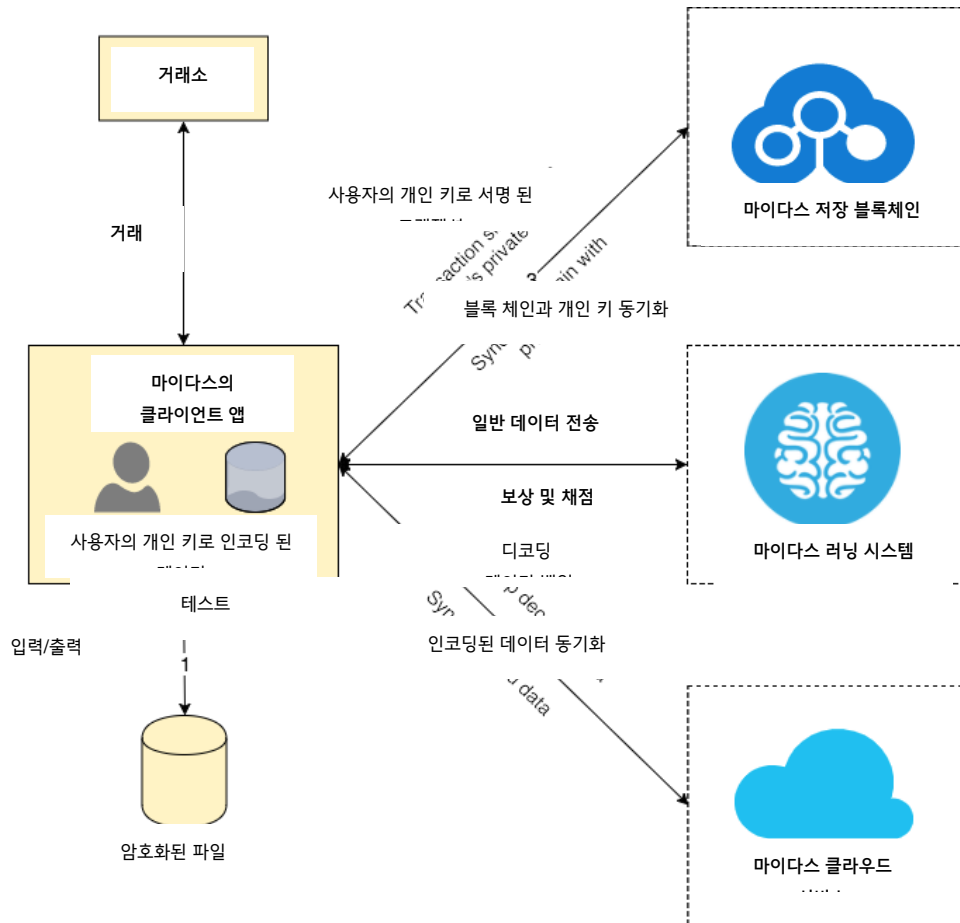 거래소
거래
사용자의 개인 키로 서명 된
마이다스 저장 블록체인
3
with
블록 체인과 개인 키 동기화
마이다스의
클라이언트 앱
사용자의 개인 키로 인코딩 된
일반 데이터 전송
보상 및 채점
마이다스 러닝 시스템
디코딩
인코딩된 데이터 동기화
data
테스트
입력/출력
1
암호화된 파일
마이다스 클라우드